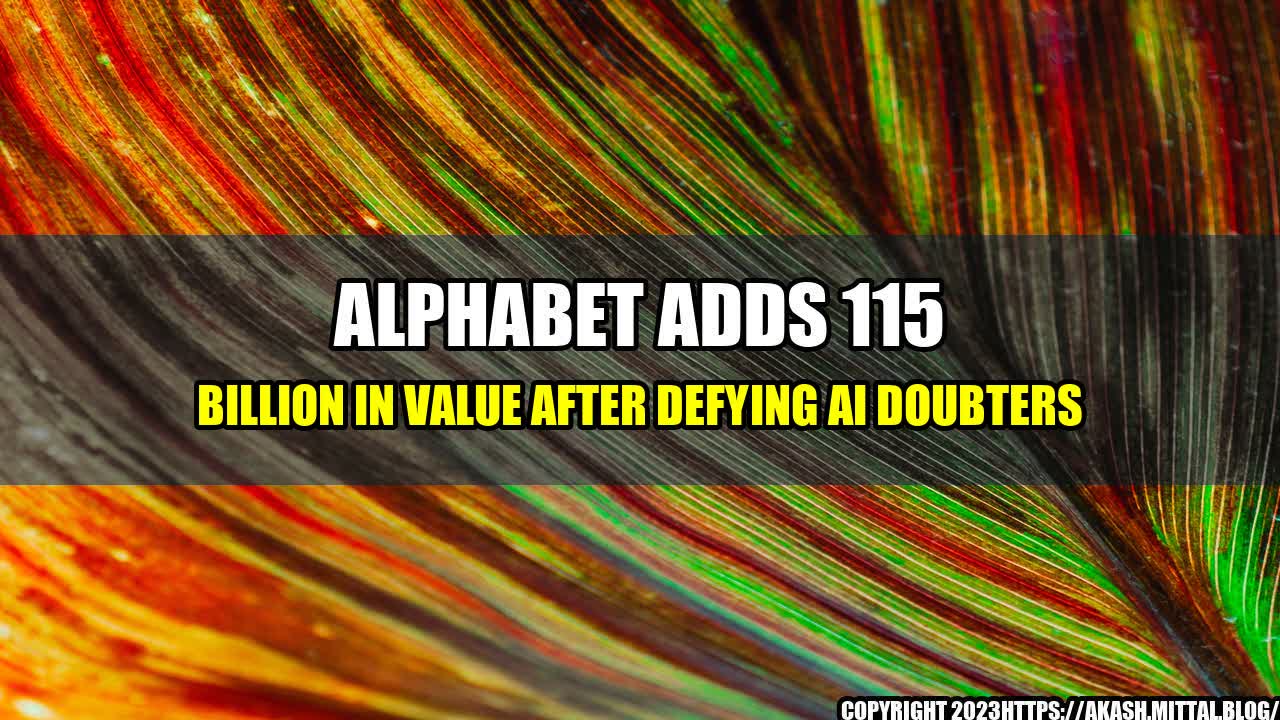 ALPHABET ADDS 115
BILLION IN VALUE AFTER DEFYING AI DOUBTERS
COPYRIGHT 2023HTTPS://AKASH.MITTAL.BLOG/